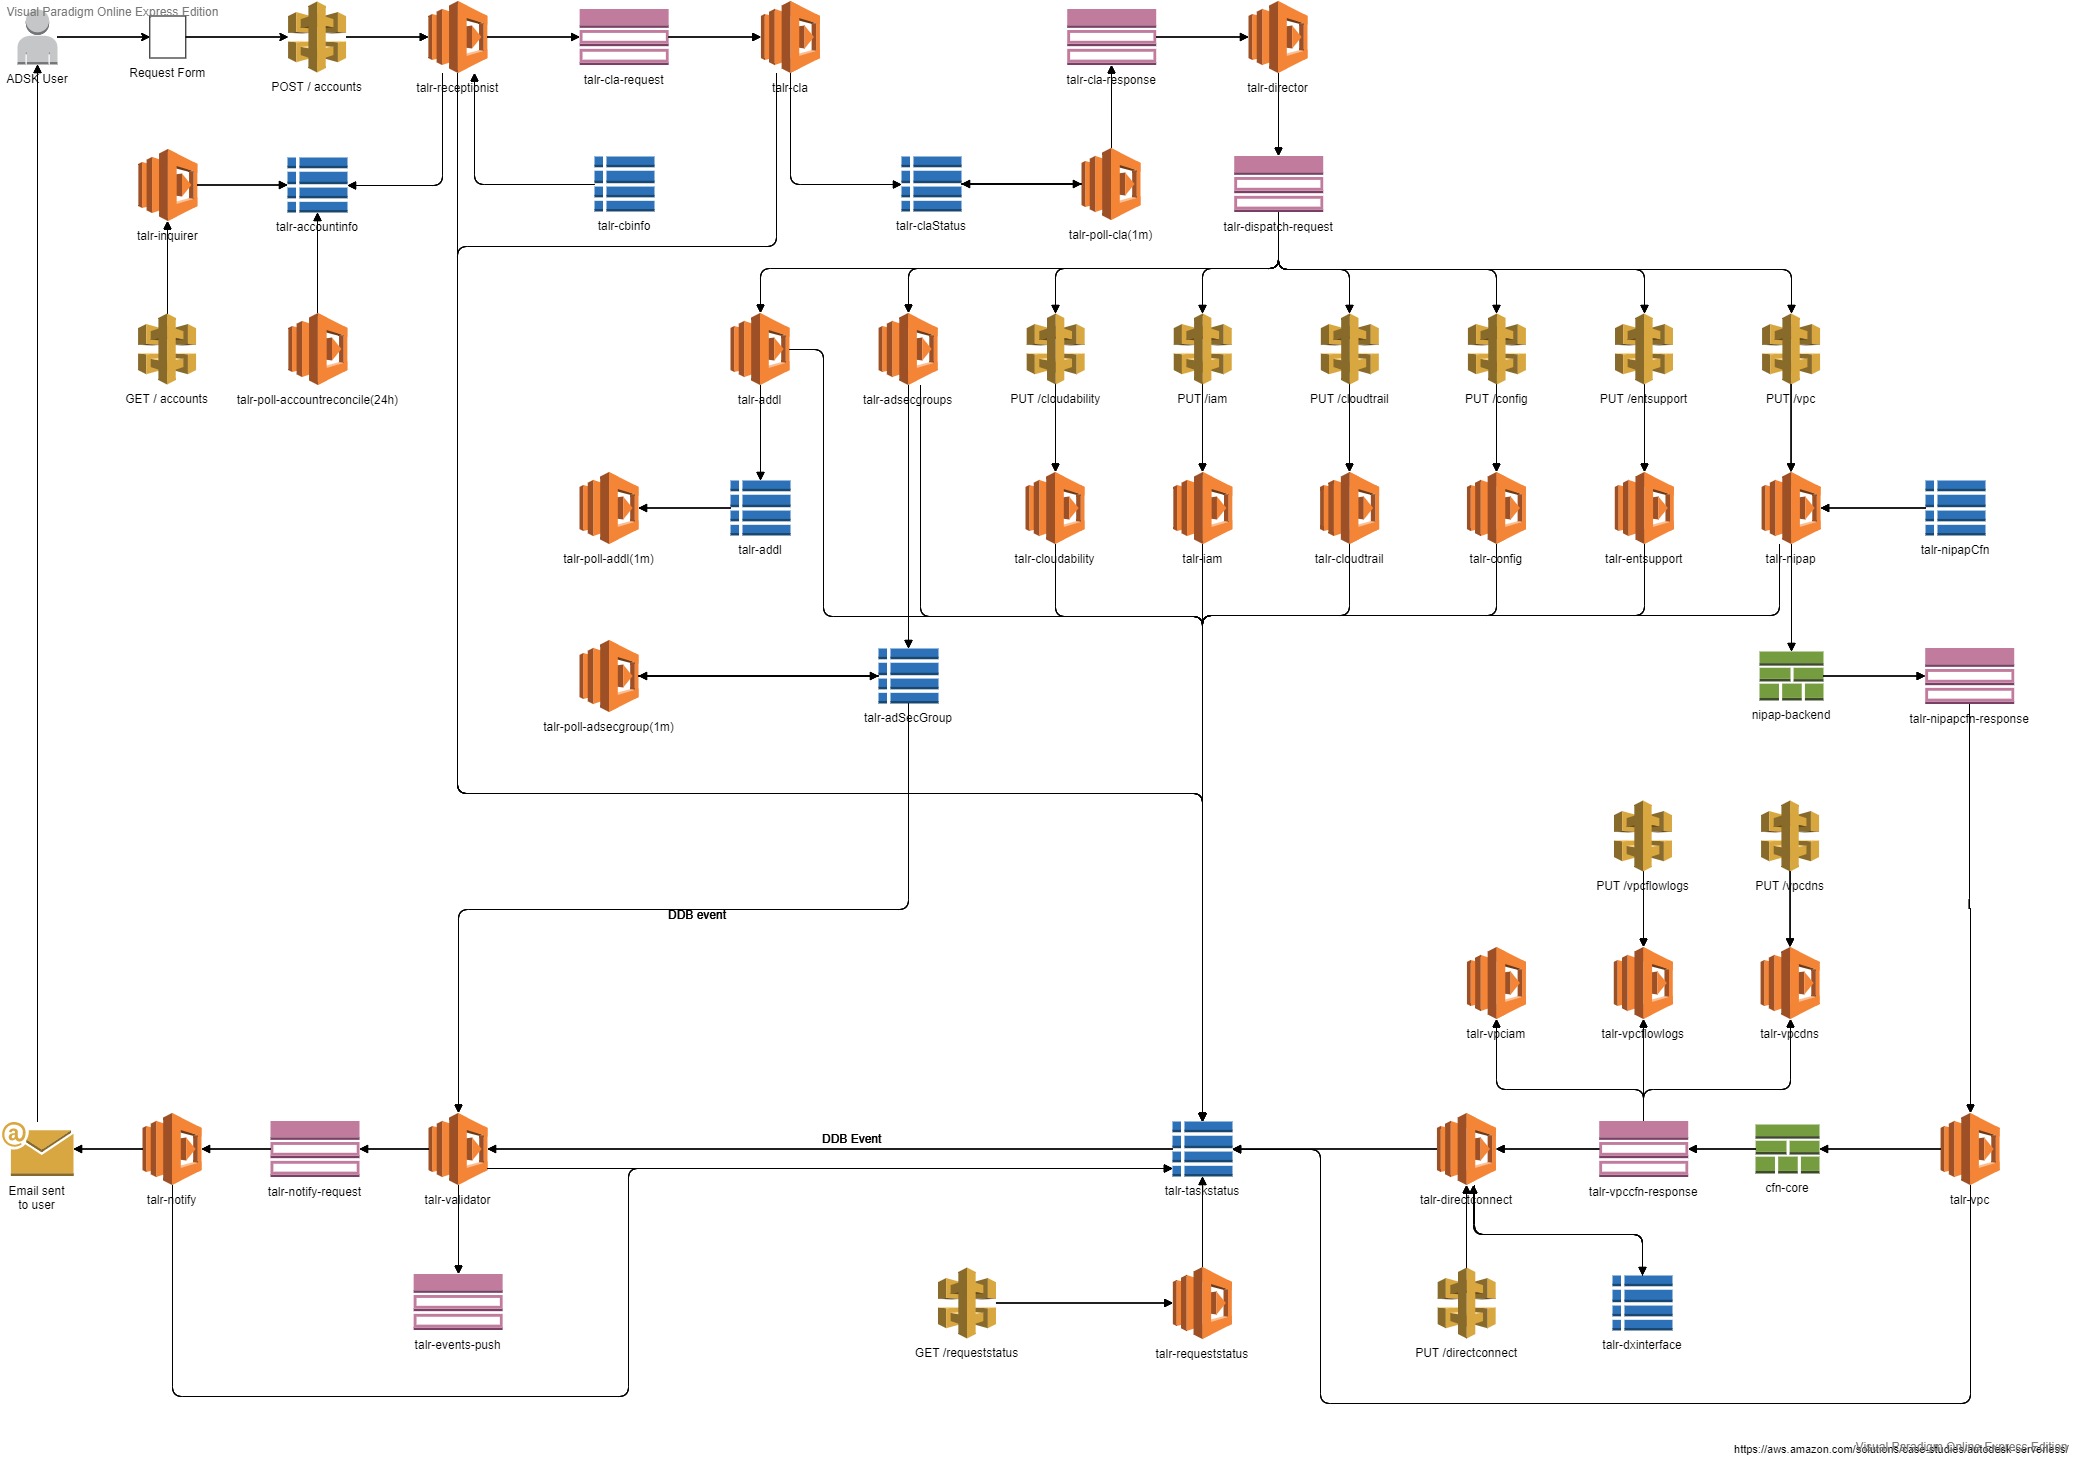 Visual Paradigm Online Express Edition
ADSK User
Request Form
POST / accounts
talr-receptionist
talr-cla-request
talr-cla
talr-cla-response
talr-director
talr-inquirer
talr-accountinfo
talr-cbinfo
talr-claStatus
talr-poll-cla(1m)
talr-dispatch-request
GET / accounts
talr-poll-accountreconcile(24h)
talr-addl
talr-adsecgroups
PUT /cloudability
PUT /iam
PUT /cloudtrail
PUT /config
PUT /entsupport
PUT /vpc
talr-poll-addl(1m)
talr-addl
talr-cloudability
talr-iam
talr-cloudtrail
talr-config
talr-entsupport
talr-nipap
talr-nipapCfn
talr-poll-adsecgroup(1m)
talr-adSecGroup
nipap-backend
talr-nipapcfn-response
PUT /vpcflowlogs
PUT /vpcdns
DDB event
talr-vpciam
talr-vpcflowlogs
talr-vpcdns
DDB Event
Email sent
to user
talr-notify
talr-notify-request
talr-validator
talr-taskstatus
talr-directconnect
talr-vpccfn-response
cfn-core
talr-vpc
talr-events-push
GET /requeststatus
talr-requeststatus
PUT /directconnect
talr-dxinterface
https://aws.amazon.com/solutions/case-studies/autodesk-serverless/
Visual Paradigm Online Express Edition